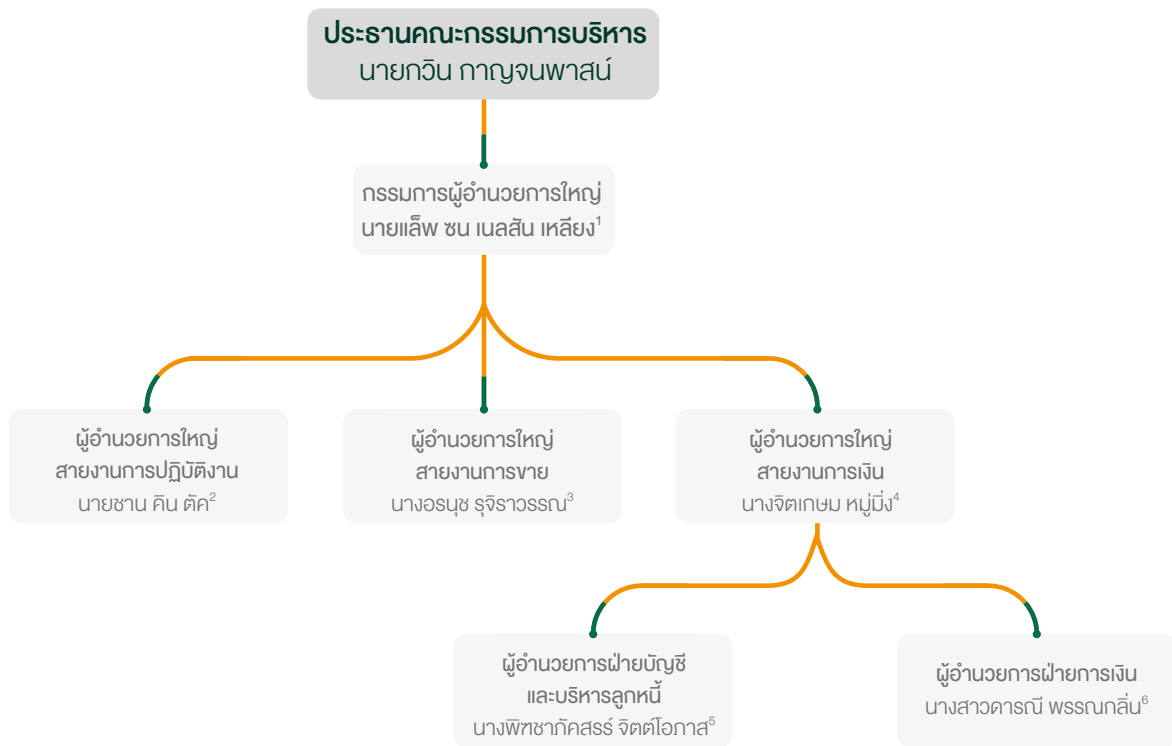 ประธานคณะกรรมการบริหาร
นายกวิน กาญจนพาสน์
กรรมการผู้อำนวยการใหญ่
นายแล็พ ซน เนลสัน เหลียง¹
ผู้อำนวยการใหญ่
สายงานการปฏิบัติงาน
นายชาน คิน ตัค²
ผู้อำนวยการใหญ่
สายงานการขาย
นางอรนุช รุจิราวรรณ³
ผู้อำนวยการใหญ่
สายงานการเงิน
นางจิตเกษม หมู่มิ่ง⁴
ผู้อำนวยการฝ่ายบัญชี
และบริหารลูกหนี้
นางพิฑชาภัคสรร์ จิตต์โอภาส⁵
ผู้อำนวยการฝ่ายการเงิน
นางสาวดารณี พรรณกลิ่น⁶